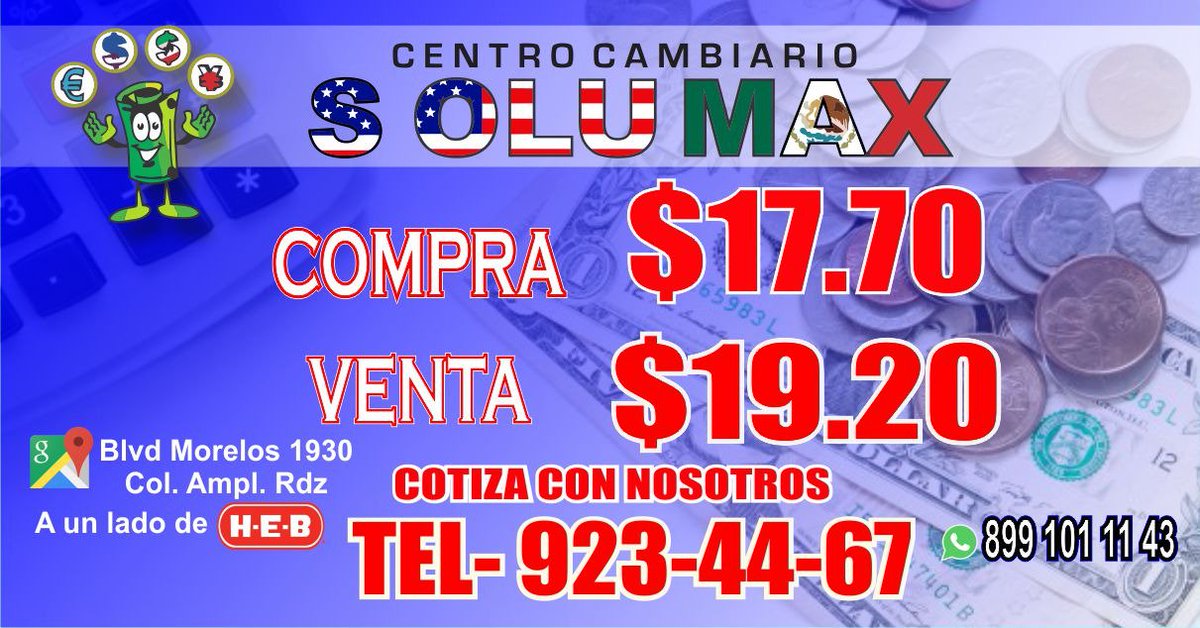 CENTRO CAMBIARIO
SOLUMAX
COMPRA $17.70
VENTA $19.20
Blvd Morelos 1930
Col. Ampl. Rdz
A un lado de H-E-B
COTIZA CON NOSOTROS
TEL- 923-44-67
899 101 11 43